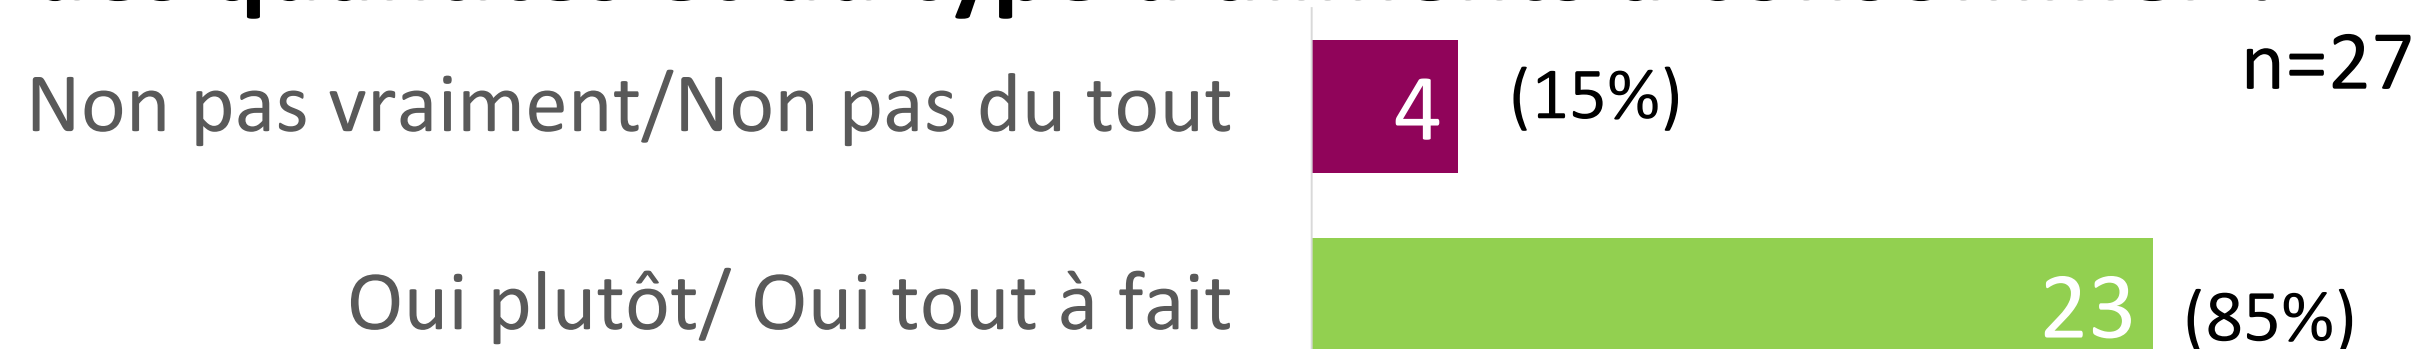 n=27
Non pas vraiment/Non pas du tout 4 (15%)
Oui plutôt/ Oui tout à fait 23 (85%)